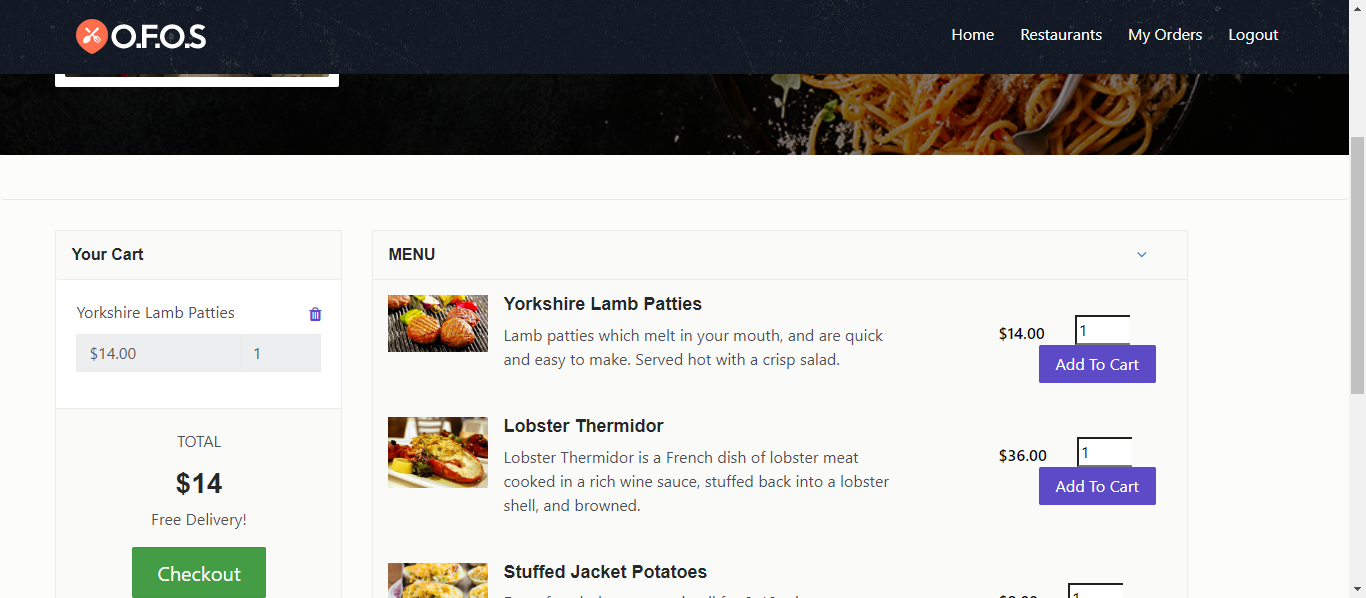 O.F.O.S
Home
Restaurants
My Orders
Logout
Your Cart
Yorkshire Lamb Patties
$14.00
1
TOTAL
$14
Free Delivery!
Checkout
MENU
Yorkshire Lamb Patties
Lamb patties which melt in your mouth, and are quick
and easy to make. Served hot with a crisp salad.
$14.00
1
Add To Cart
Lobster Thermidor
Lobster Thermidor is a French dish of lobster meat
cooked in a rich wine sauce, stuffed back into a lobster
shell, and browned.
$36.00
1
Add To Cart
Stuffed Jacket Potatoes